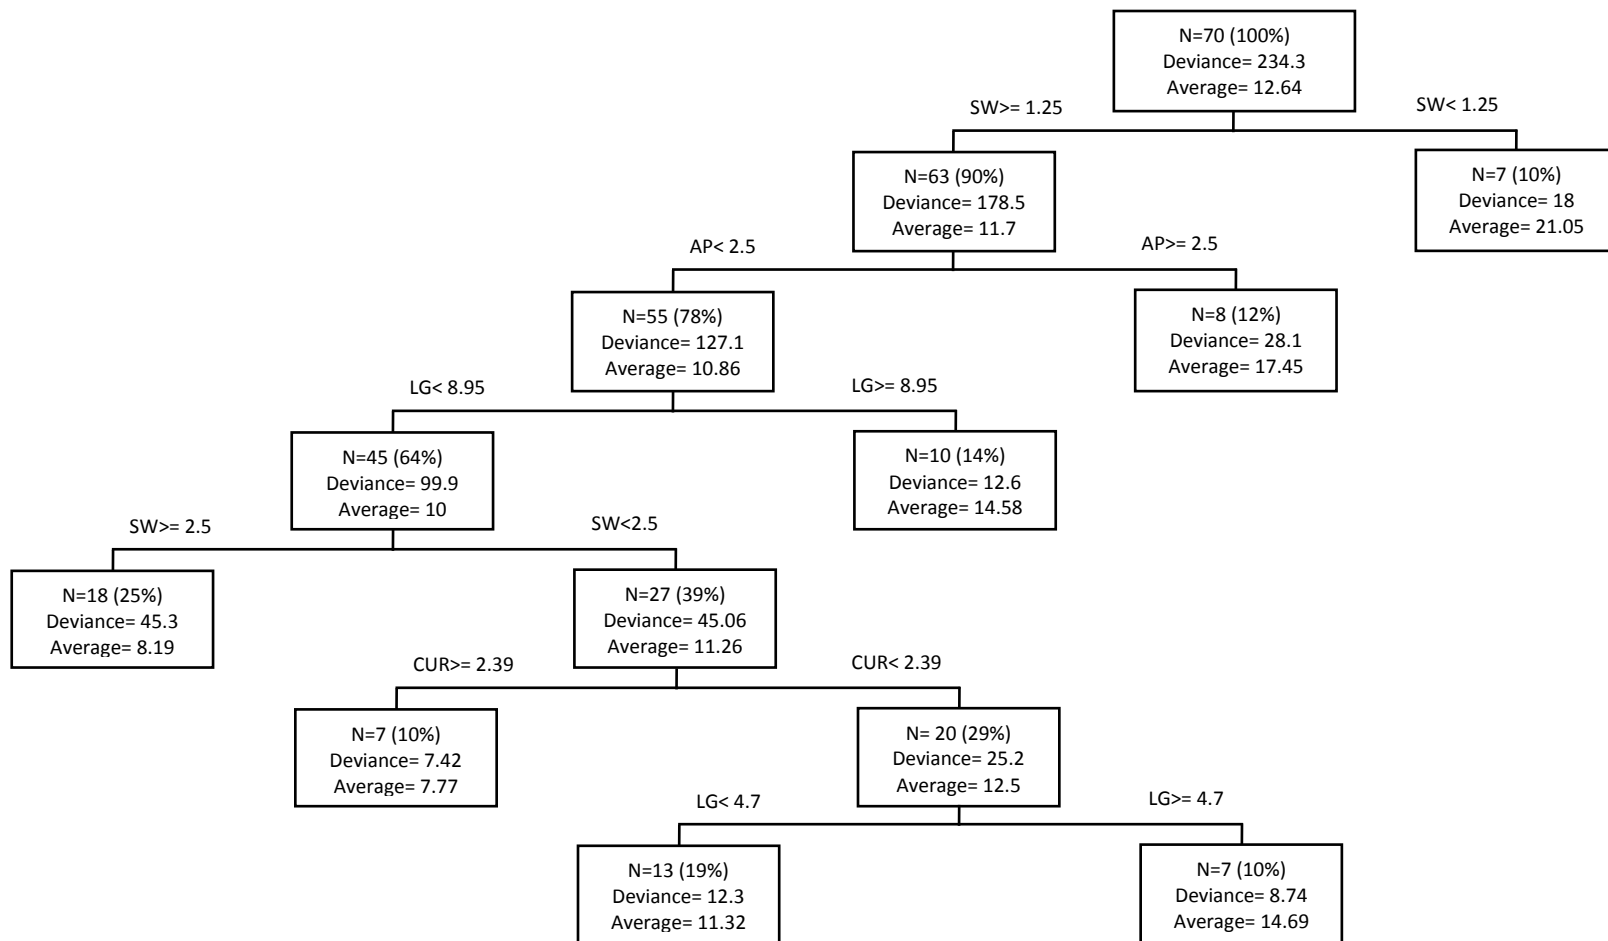 N=70 (100%)
Deviance= 234.3
Average= 12.64
SW>= 1.25
SW< 1.25
N=63 (90%)
Deviance= 178.5
Average= 11.7
N=7 (10%)
Deviance= 18
Average= 21.05
AP< 2.5
AP>= 2.5
N=55 (78%)
Deviance= 127.1
Average= 10.86
N=8 (12%)
Deviance= 28.1
Average= 17.45
LG< 8.95
LG>= 8.95
N=45 (64%)
Deviance= 99.9
Average= 10
N=10 (14%)
Deviance= 12.6
Average= 14.58
SW>= 2.5
SW<2.5
N=18 (25%)
Deviance= 45.3
Average= 8.19
N=27 (39%)
Deviance= 45.06
Average= 11.26
CUR>= 2.39
CUR< 2.39
N=7 (10%)
Deviance= 7.42
Average= 7.77
N= 20 (29%)
Deviance= 25.2
Average= 12.5
LG< 4.7
LG>= 4.7
N=13 (19%)
Deviance= 12.3
Average= 11.32
N=7 (10%)
Deviance= 8.74
Average= 14.69